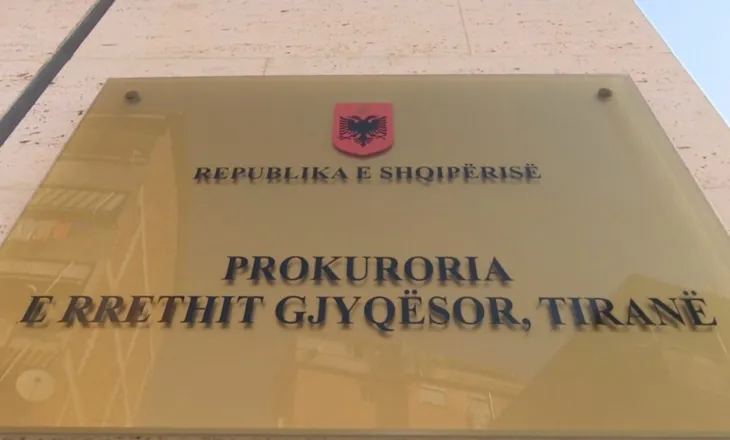 REPUBLIKA E SHQIPËRISË
PROKURORIA
E RRETHIT GJYQËSOR, TIRANË